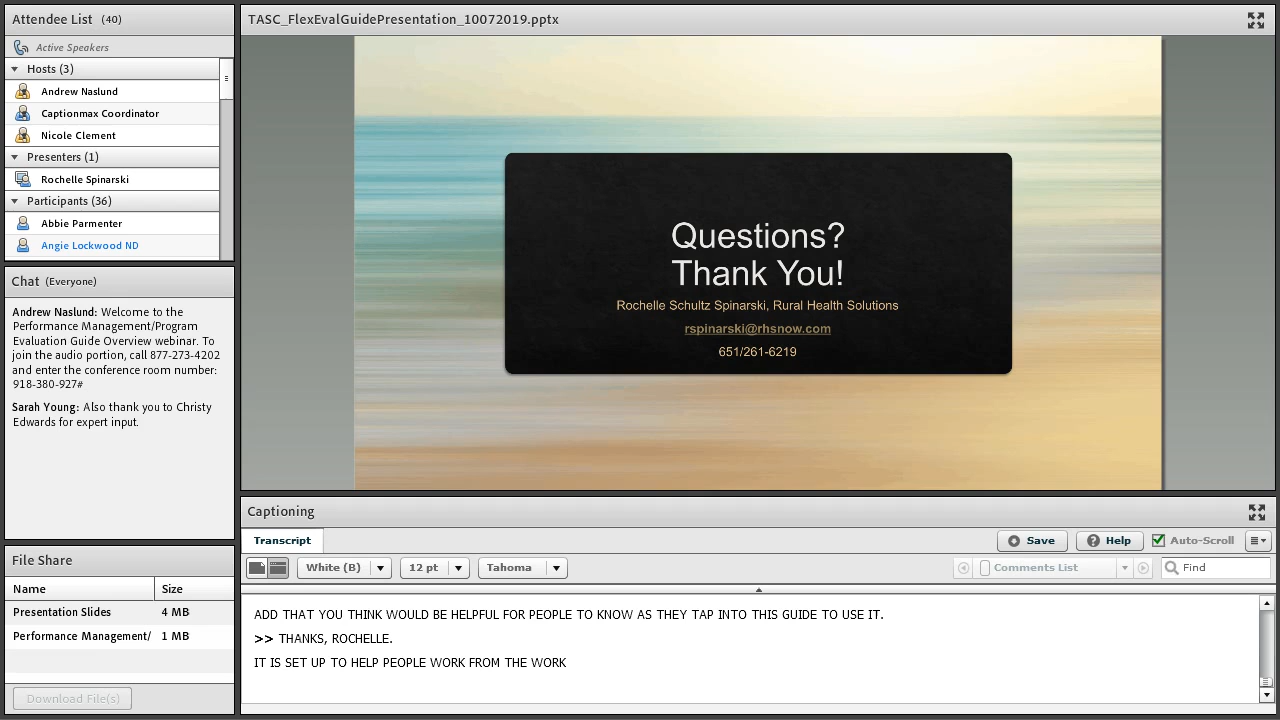 Attendee List (40)
Active Speakers
Hosts (3)
Andrew Naslund
Captionmax Coordinator
Nicole Clement
Presenters (1)
Rochelle Spinarski
Participants (36)
Abbie Parmenter
Angie Lockwood ND
Chat (Everyone)
Andrew Naslund: Welcome to the
Performance Management/Program
Evaluation Guide Overview webinar. To
join the audio portion, call 877-273-4202
and enter the conference room number:
918-380-927#
Sarah Young: Also thank you to Christy
Edwards for expert input.
File Share
Name Size
Presentation Slides 4 MB
Performance Management/ 1 MB
Download File(s)
TASC_FlexEvalGuidePresentation_10072019.pptx
Questions?
Thank You!
Rochelle Schultz Spinarski, Rural Health Solutions
rspinarski@rhsnow.com
651/261-6219
Captioning
Transcript Save Help Auto-Scroll
White (B) 12 pt Tahoma Comments List Find
ADD THAT YOU THINK WOULD BE HELPFUL FOR PEOPLE TO KNOW AS THEY TAP INTO THIS GUIDE TO USE IT.
>> THANKS, ROCHELLE.
IT IS SET UP TO HELP PEOPLE WORK FROM THE WORK